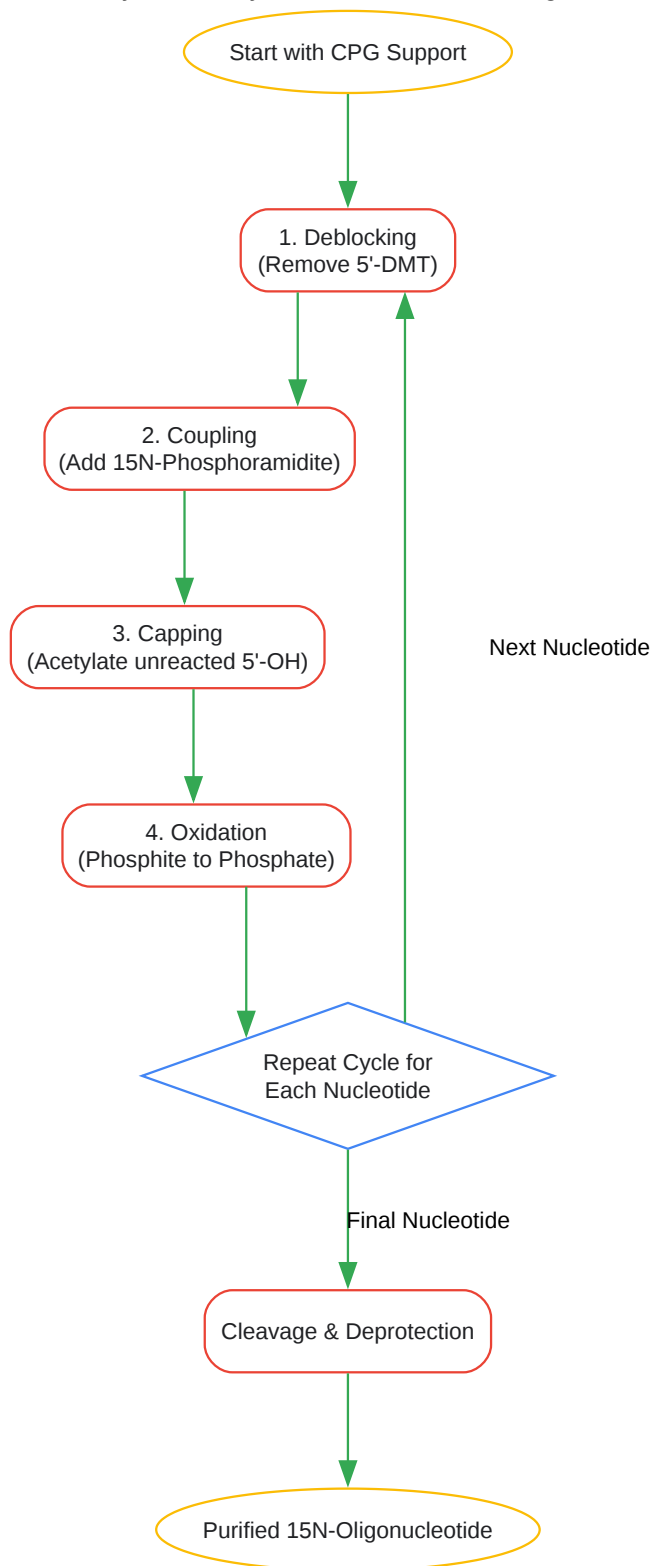 Start with CPG Support
1. Deblocking
(Remove 5'-DMT)
2. Coupling
(Add 15N-Phosphoramidite)
3. Capping
(Acetylate unreacted 5'-OH)
Next Nucleotide
4. Oxidation
(Phosphite to Phosphate)
Repeat Cycle for
Each Nucleotide
Final Nucleotide
Cleavage & Deprotection
Purified 15N-Oligonucleotide